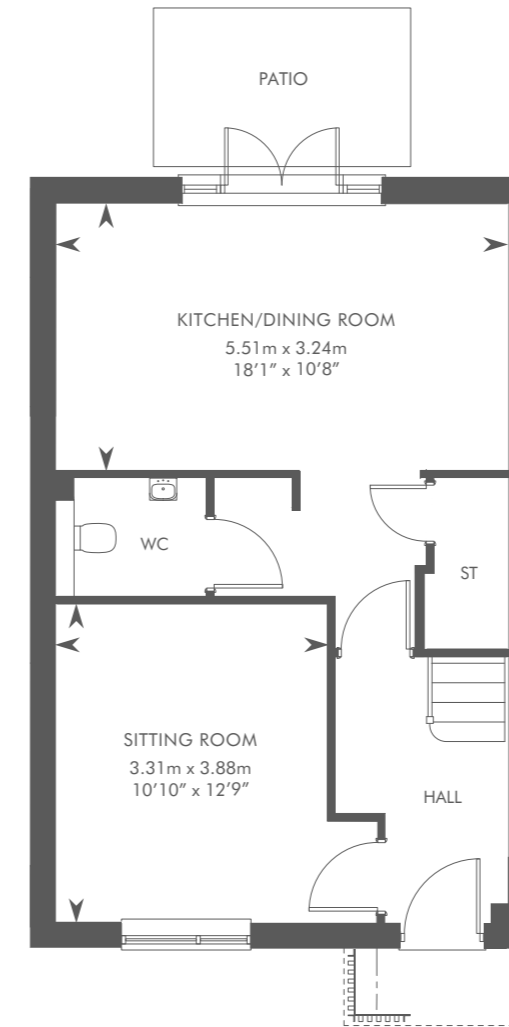 PATIO
KITCHEN/DINING ROOM
5.51m x 3.24m
18’1” x 10’8”
WC
ST
SITTING ROOM
3.31m x 3.88m
10’10” x 12’9”
HALL